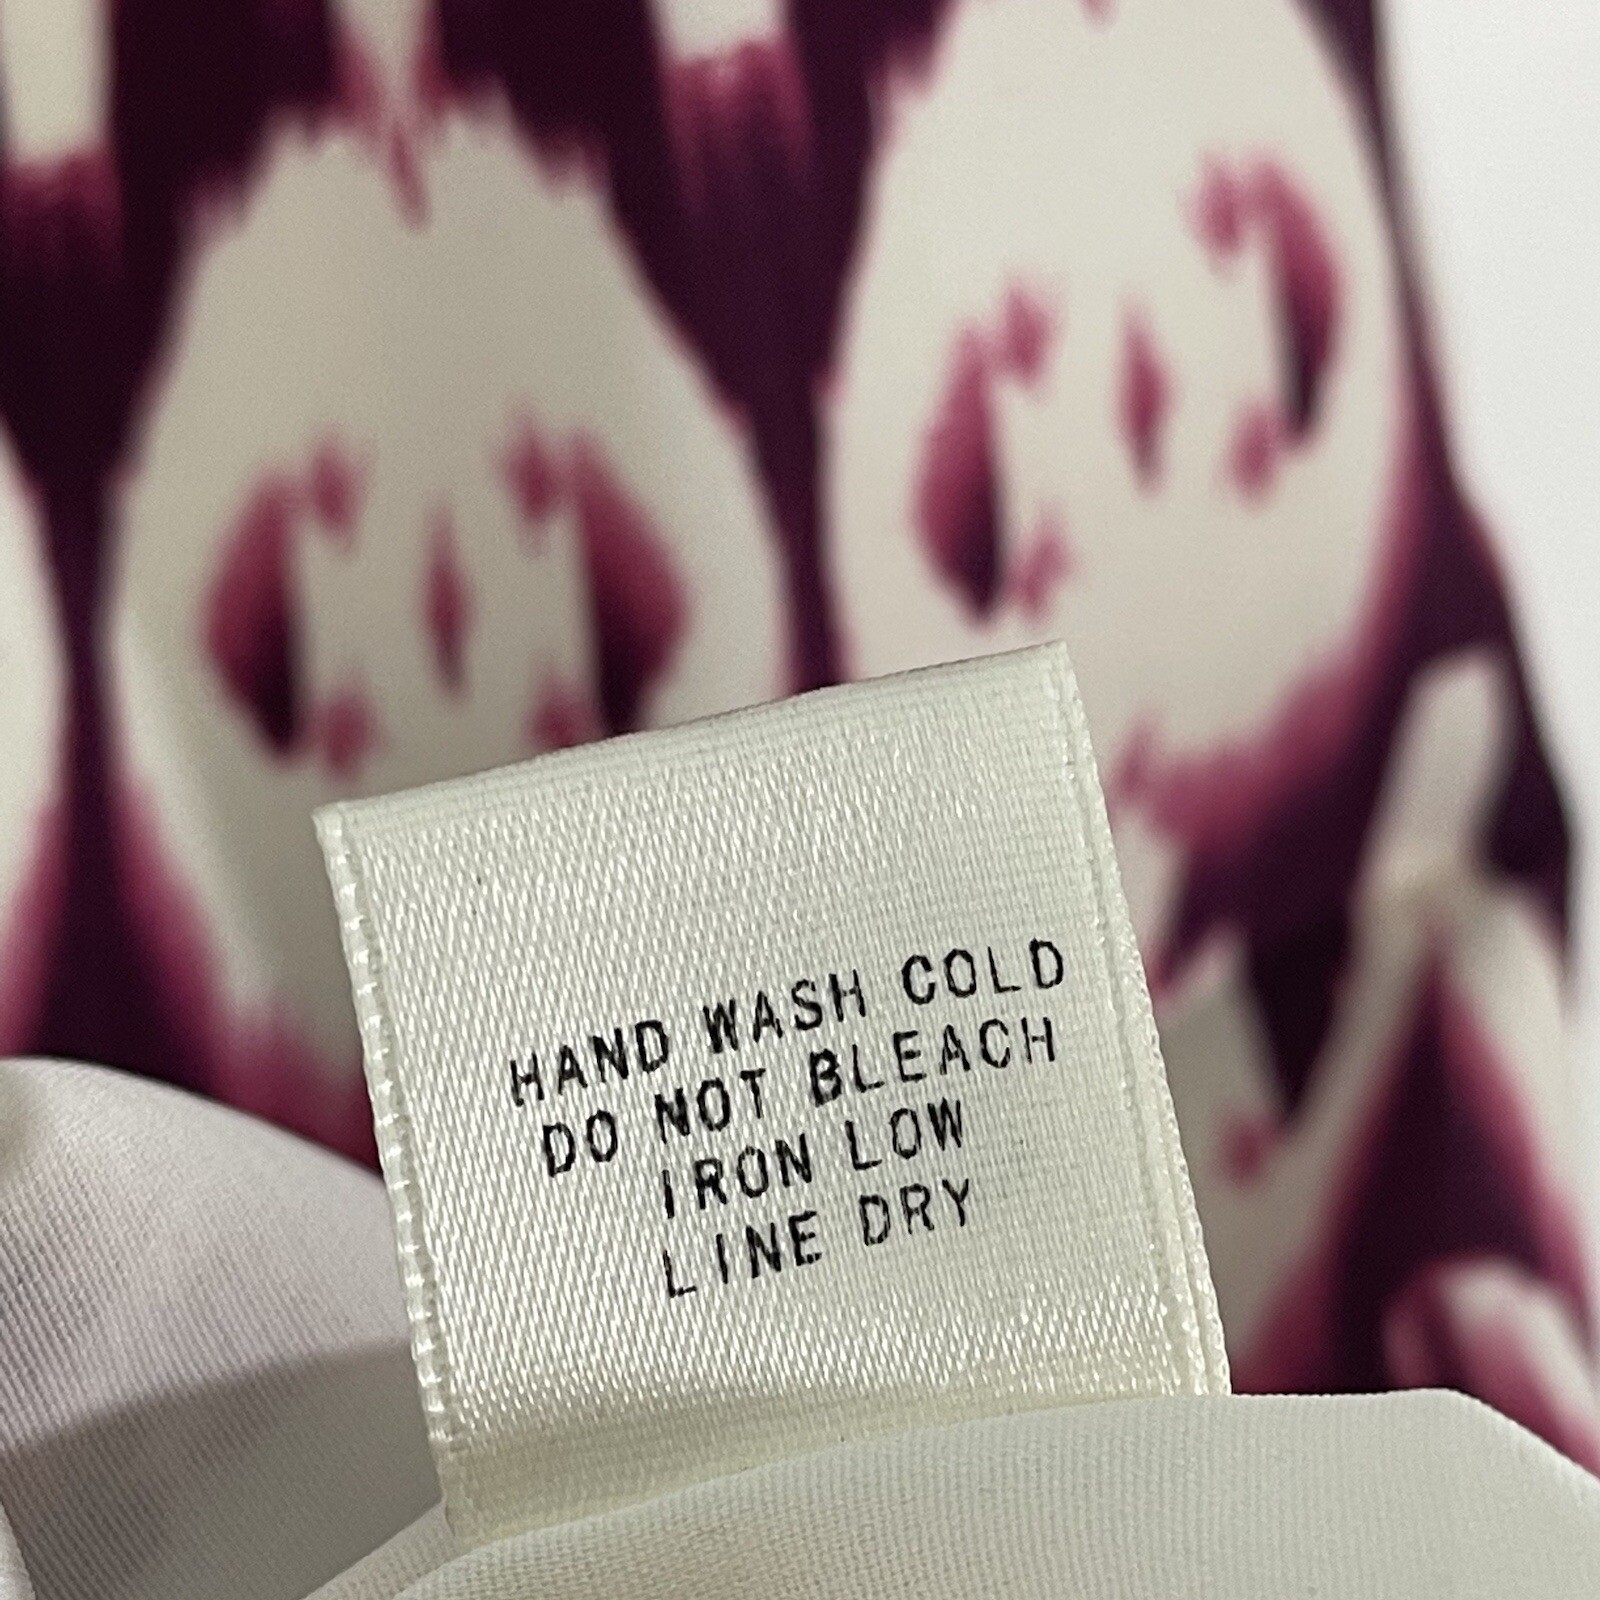 HAND WASH COLD
DO NOT BLEACH
IRON LOW
LINE DRY